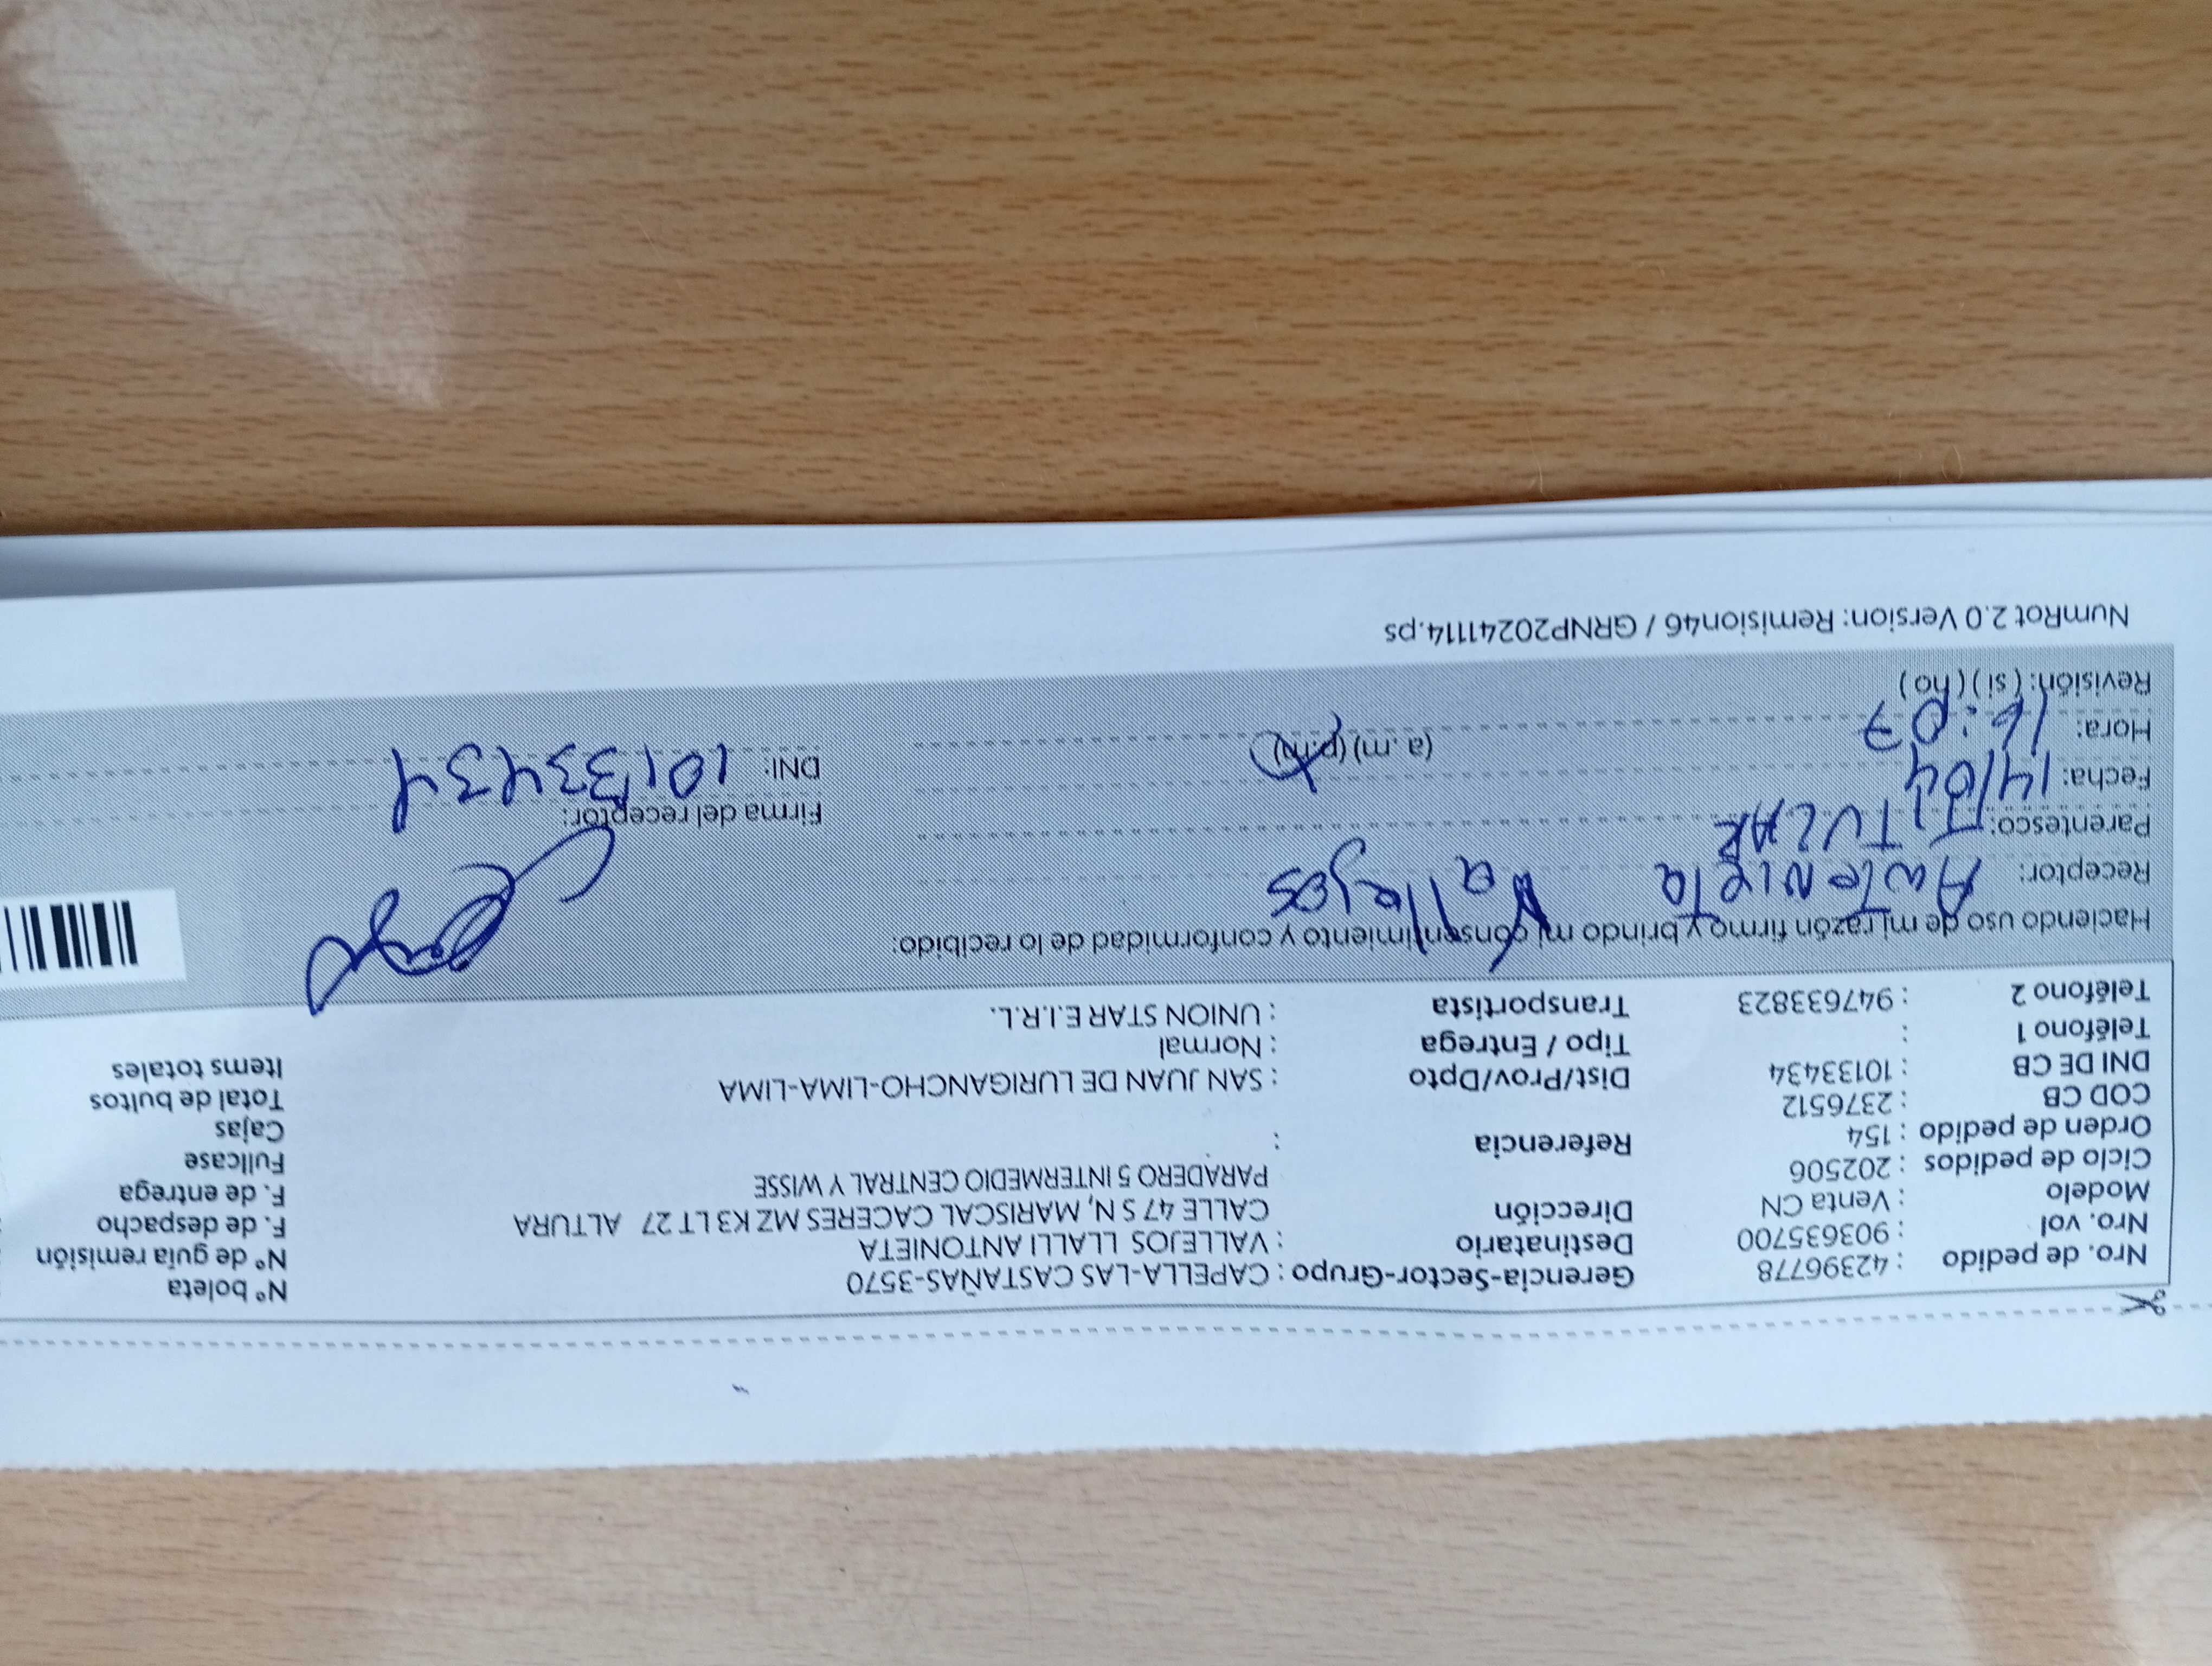 Nro. de pedido : 42396778 Gerencia-Sector-Grupo : CAPELLA-LAS CASTAÑAS-3570 N° boleta
Nro. vol : 903635700 Destinatario : VALLEJOS LLALLI ANTONIETA N° de guía remisión
Modelo : Venta CN Dirección CALLE 47 S N, MARISCAL CACERES MZ K3 LT 27 ALTURA F. de despacho
Ciclo de pedidos : 202506 PARADERO 5 INTERMEDIO CENTRAL Y WISSE F. de entrega
Orden de pedido : 154 Referencia : Fullcase
COD CB : 2376512 Cajas
DNI DE CB : 10133434 Dist/Prov/Dpto : SAN JUAN DE LURIGANCHO-LIMA-LIMA Total de bultos
Teléfono 1 : Tipo / Entrega : Normal Items totales
Teléfono 2 : 947633823 Transportista : UNION STAR E.I.R.L.
Haciendo uso de mi razón firmo y brindo mi consentimiento y conformidad de lo recibido:
Receptor: Antonieta Vallejos
Parentesco: TITULAR Firma del receptor:
Fecha: 14/04 DNI: 10133434
Hora: 16:07 (a.m) (p.m)
Revisión: ( si ) ( no )
NumRot 2.0 Version: Remision46 / GRNP20241114.ps